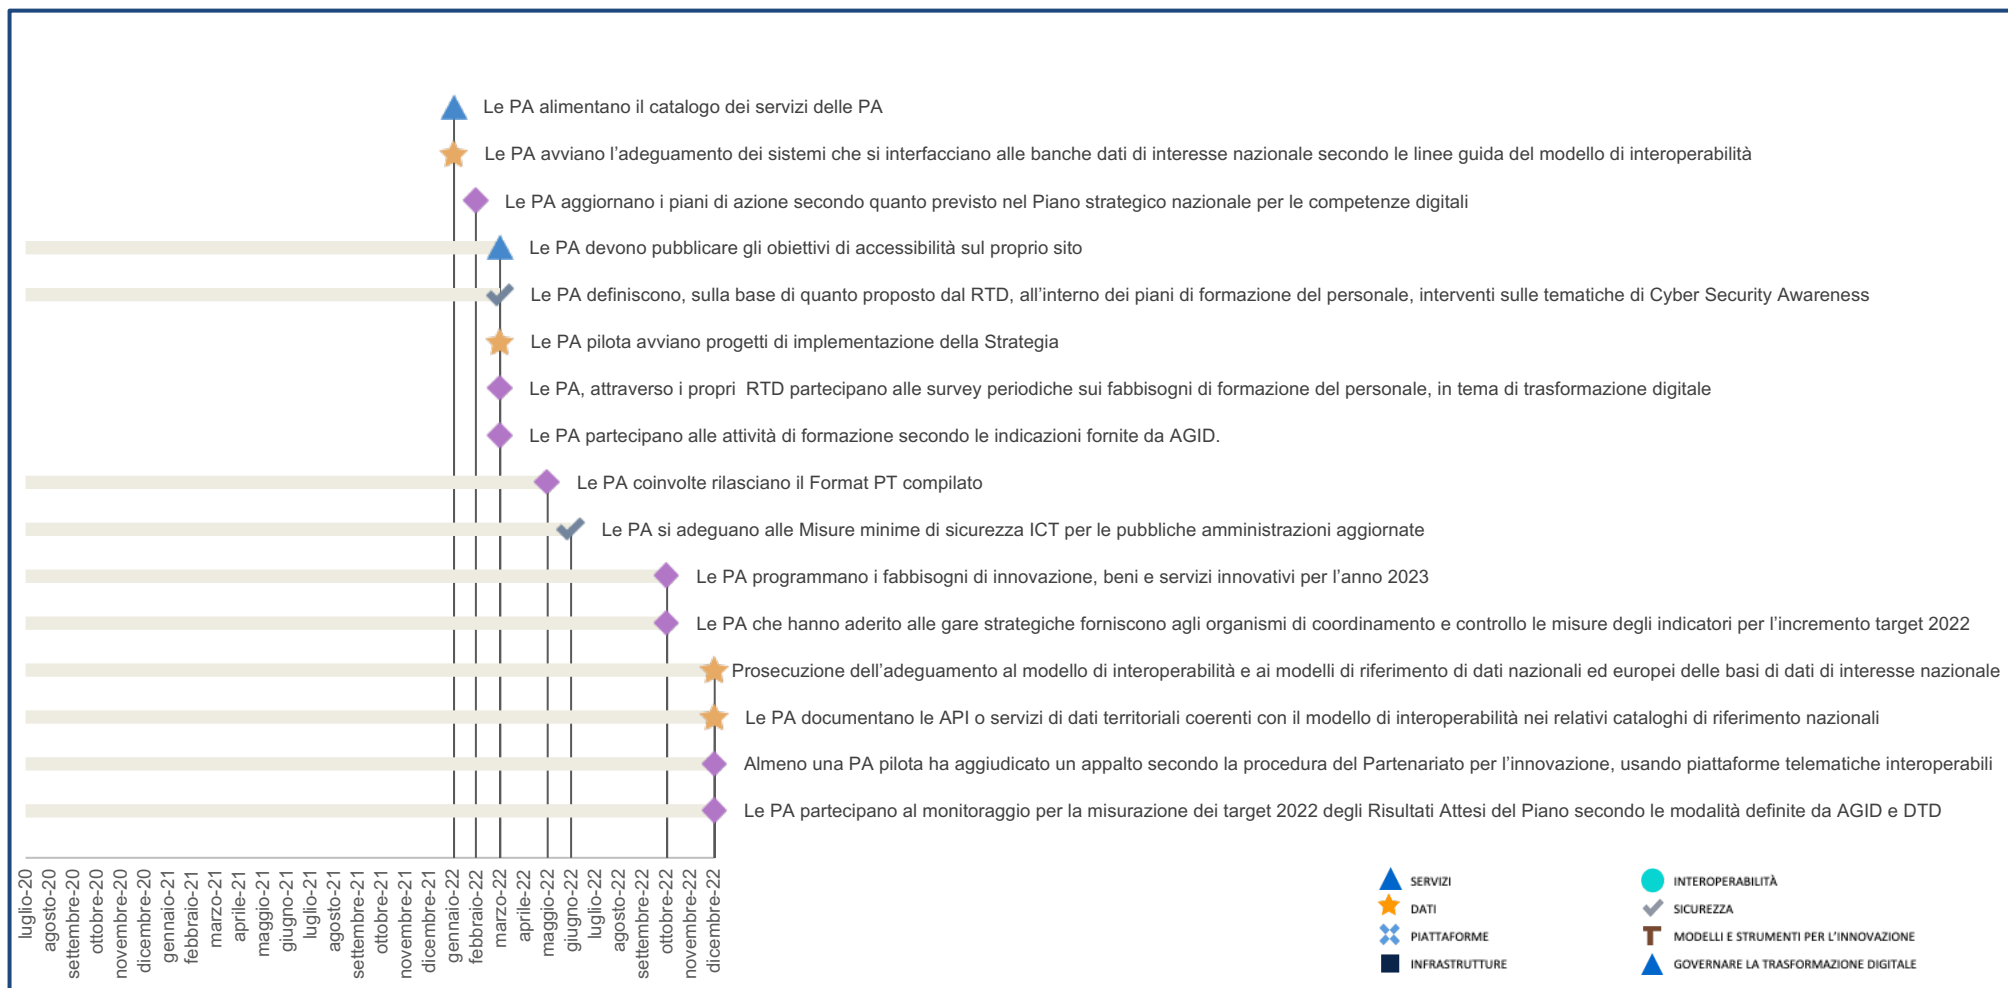 Le PA alimentano il catalogo dei servizi delle PA
Le PA avviano l’adeguamento dei sistemi che si interfacciano alle banche dati di interesse nazionale secondo le linee guida del modello di interoperabilità
Le PA aggiornano i piani di azione secondo quanto previsto nel Piano strategico nazionale per le competenze digitali
Le PA devono pubblicare gli obiettivi di accessibilità sul proprio sito
Le PA definiscono, sulla base di quanto proposto dal RTD, all’interno dei piani di formazione del personale, interventi sulle tematiche di Cyber Security Awareness
Le PA pilota avviano progetti di implementazione della Strategia
Le PA, attraverso i propri RTD partecipano alle survey periodiche sui fabbisogni di formazione del personale, in tema di trasformazione digitale
Le PA partecipano alle attività di formazione secondo le indicazioni fornite da AGID.
Le PA coinvolte rilasciano il Format PT compilato
Le PA si adeguano alle Misure minime di sicurezza ICT per le pubbliche amministrazioni aggiornate
Le PA programmano i fabbisogni di innovazione, beni e servizi innovativi per l’anno 2023
Le PA che hanno aderito alle gare strategiche forniscono agli organismi di coordinamento e controllo le misure degli indicatori per l’incremento target 2022
Prosecuzione dell’adeguamento al modello di interoperabilità e ai modelli di riferimento di dati nazionali ed europei delle basi di dati di interesse nazionale
Le PA documentano le API o servizi di dati territoriali coerenti con il modello di interoperabilità nei relativi cataloghi di riferimento nazionali
Almeno una PA pilota ha aggiudicato un appalto secondo la procedura del Partenariato per l’innovazione, usando piattaforme telematiche interoperabili
Le PA partecipano al monitoraggio per la misurazione dei target 2022 degli Risultati Attesi del Piano secondo le modalità definite da AGID e DTD
luglio-20
agosto-20
settembre-20
ottobre-20
novembre-20
dicembre-20
gennaio-21
febbraio-21
marzo-21
aprile-21
maggio-21
giugno-21
luglio-21
agosto-21
settembre-21
ottobre-21
novembre-21
dicembre-21
gennaio-22
febbraio-22
marzo-22
aprile-22
maggio-22
giugno-22
luglio-22
agosto-22
settembre-22
ottobre-22
novembre-22
dicembre-22
SERVIZI
DATI
PIATTAFORME
INFRASTRUTTURE
INTEROPERABILITÀ
SICUREZZA
MODELLI E STRUMENTI PER L’INNOVAZIONE
GOVERNARE LA TRASFORMAZIONE DIGITALE